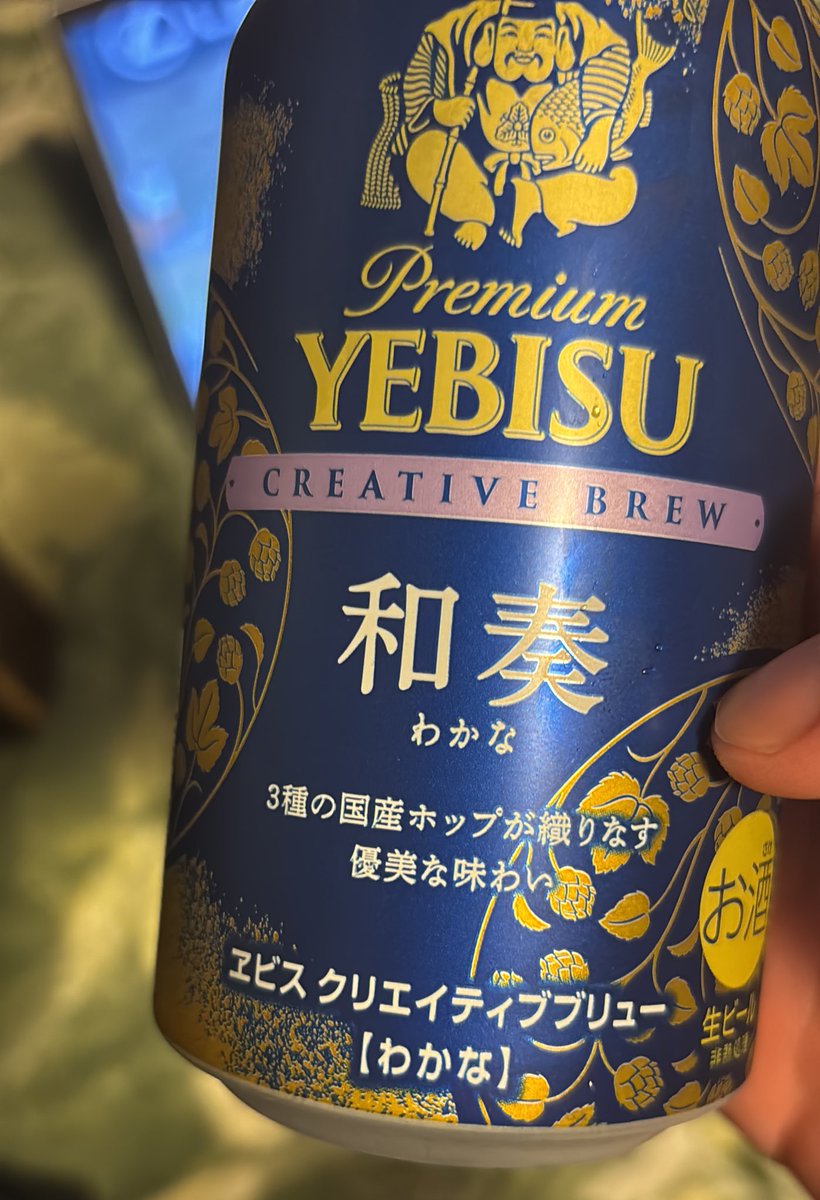 Premium
YEBISU
CREATIVE BREW
和奏
わかな
3種の国産ホップが織りなす
優美な味わい
ヱビス クリエイティブブリュー
【わかな】
お酒
生ビール